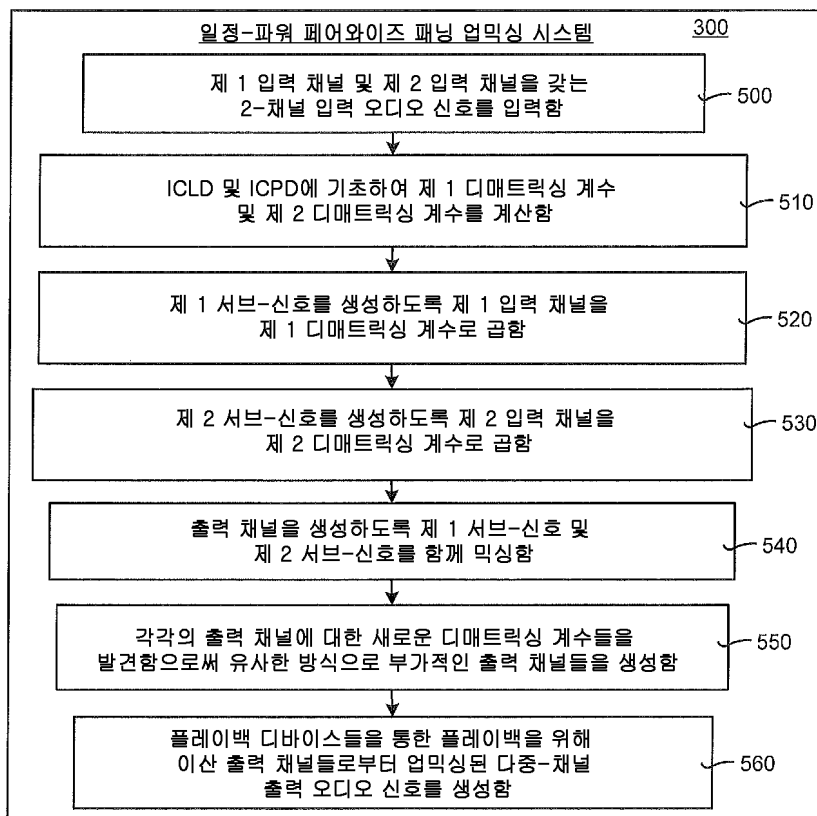 일정-파워 페어와이즈 패닝 업믹싱 시스템
300
제 1 입력 채널 및 제 2 입력 채널을 갖는
2-채널 입력 오디오 신호를 입력함
500
ICLD 및 ICPD에 기초하여 제 1 디매트릭싱 계수
및 제 2 디매트릭싱 계수를 계산함
510
제 1 서브-신호를 생성하도록 제 1 입력 채널을
제 1 디매트릭싱 계수로 곱함
520
제 2 서브-신호를 생성하도록 제 2 입력 채널을
제 2 디매트릭싱 계수로 곱함
530
출력 채널을 생성하도록 제 1 서브-신호 및
제 2 서브-신호를 함께 믹싱함
540
각각의 출력 채널에 대한 새로운 디매트릭싱 계수들을
발견함으로써 유사한 방식으로 부가적인 출력 채널들을 생성함
550
플레이백 디바이스들을 통한 플레이백을 위해
이산 출력 채널들로부터 업믹싱된 다중-채널
출력 오디오 신호를 생성함
560